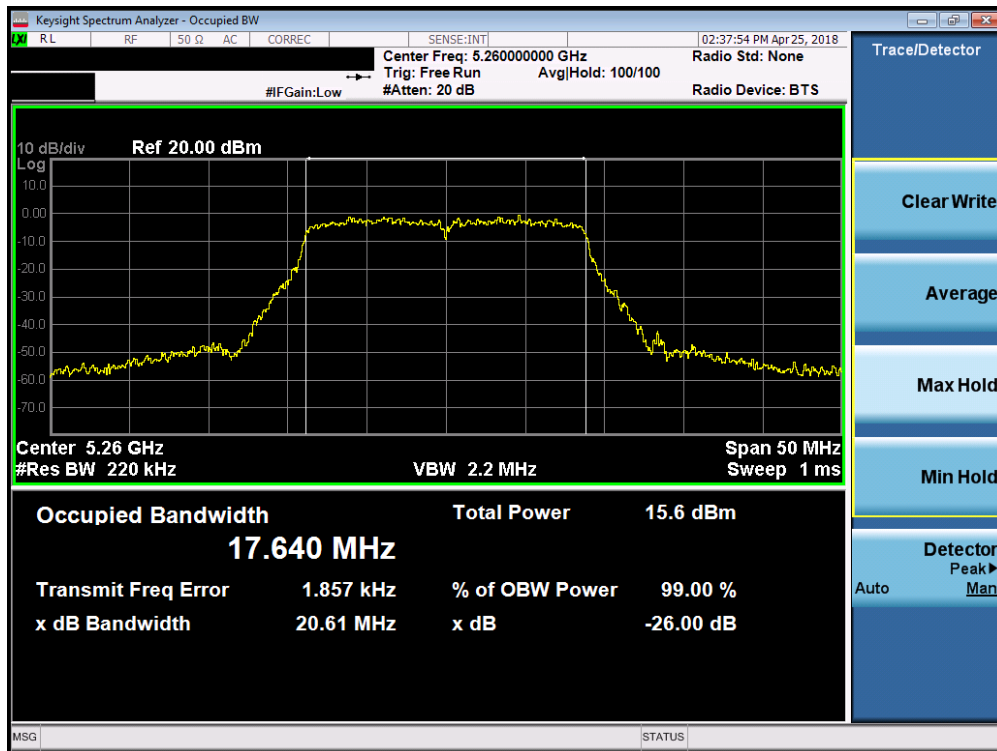 Keysight Spectrum Analyzer - Occupied BW
LXI RL RF 50 Ω AC CORREC SENSE:INT 02:37:54 PM Apr 25, 2018
Center Freq: 5.260000000 GHz Radio Std: None
Trig: Free Run Avg|Hold: 100/100
#IFGain:Low #Atten: 20 dB Radio Device: BTS
Trace/Detector
10 dB/div Ref 20.00 dBm
Log
10.0
0.00
-10.0
-20.0
-30.0
-40.0
-50.0
-60.0
-70.0
Center 5.26 GHz Span 50 MHz
#Res BW 220 kHz VBW 2.2 MHz Sweep 1 ms
Occupied Bandwidth Total Power 15.6 dBm
17.640 MHz
Transmit Freq Error 1.857 kHz % of OBW Power 99.00 %
x dB Bandwidth 20.61 MHz x dB -26.00 dB
Clear Write
Average
Max Hold
Min Hold
Detector
Peak▶
Auto Man
MSG STATUS